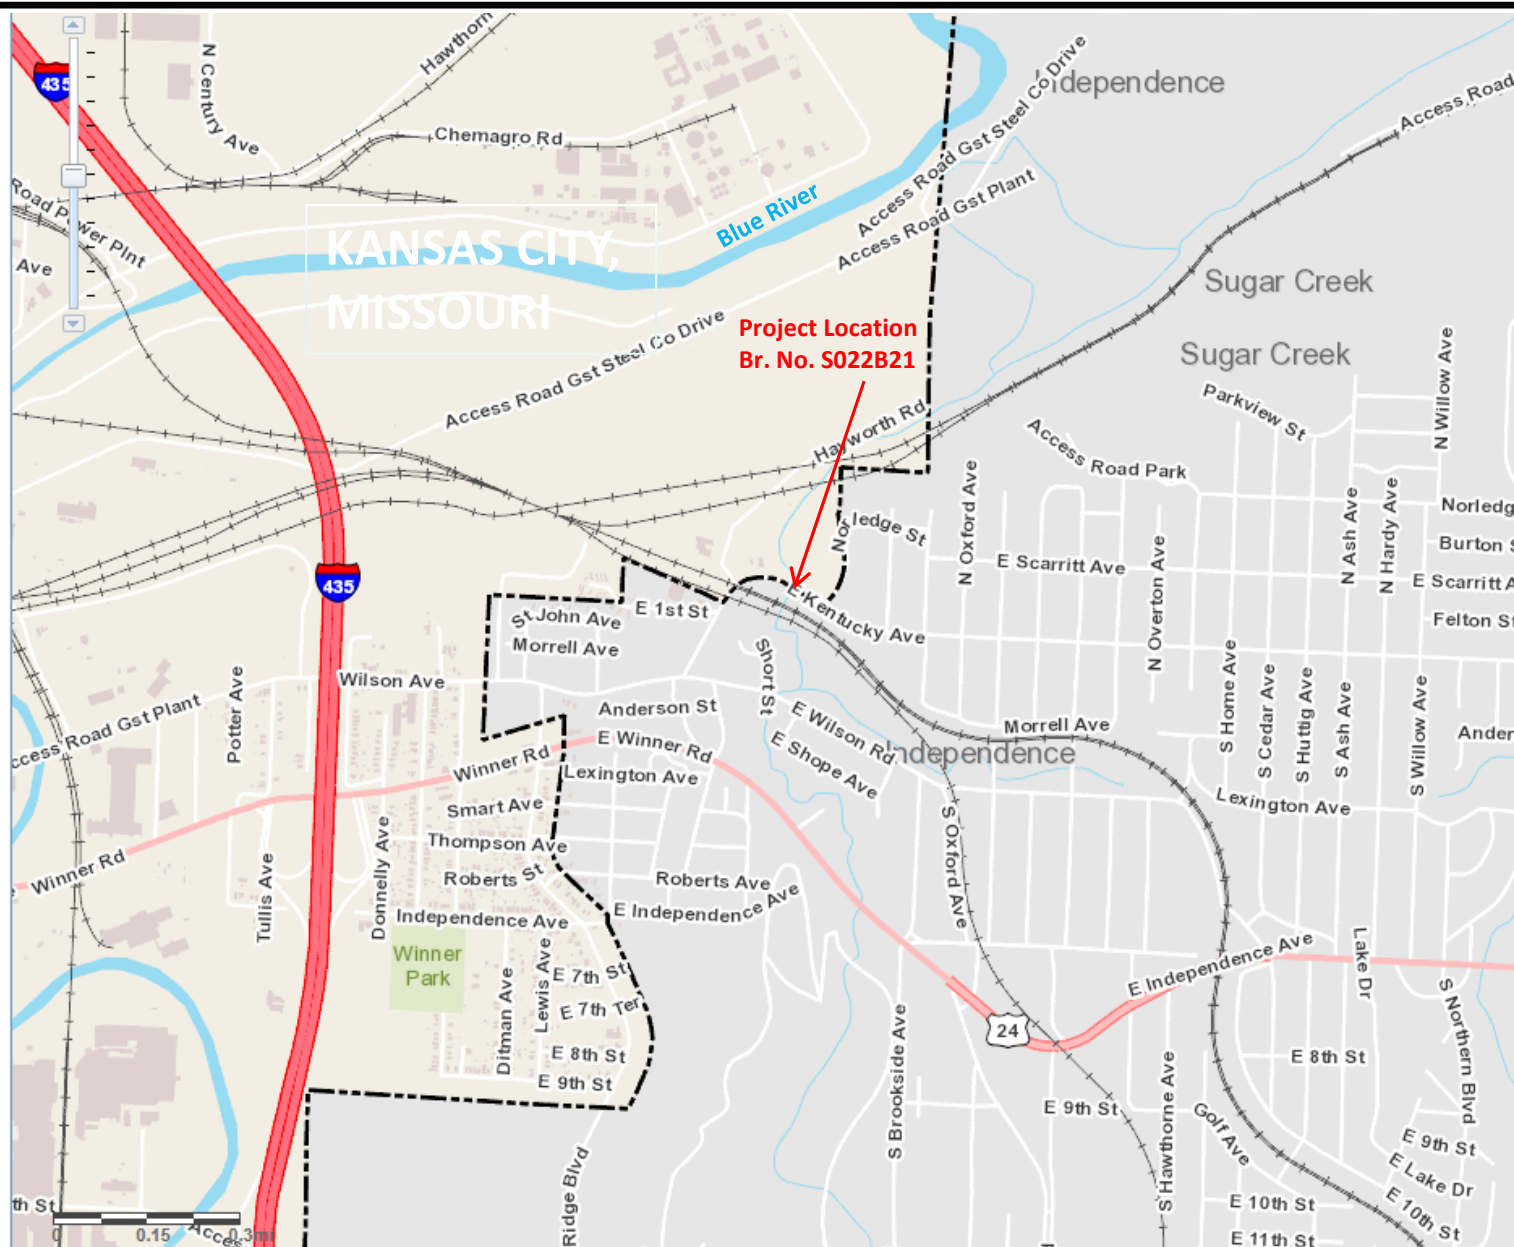 435
N Century Ave
Hawthorn
Independence
Access Road Gst Steel Co Drive
Access Road
Chemagro Rd
Road Power Plnt
Ave
Blue River
Access Road Gst Plant
KANSAS CITY,
MISSOURI
Sugar Creek
Sugar Creek
Project Location
Br. No. S022B21
Access Road Gst Steel Co Drive
Hayworth Rd
Parkview St
N Willow Ave
Access Road Park
N Oxford Ave
Norledge St
N Ash Ave
N Hardy Ave
Norledg
Burton S
E Scarritt Ave
E Scarritt A
N Overton Ave
Felton St
435
St John Ave
E 1st St
E Kentucky Ave
Morrell Ave
Short St
Wilson Ave
Potter Ave
ccess Road Gst Plant
Anderson St
E Wilson Rd
Morrell Ave
S Home Ave
S Cedar Ave
S Huttig Ave
S Ash Ave
S Willow Ave
Ander
Winner Rd
E Winner Rd
E Shope Ave
Independence
Lexington Ave
Lexington Ave
Smart Ave
Thompson Ave
Roberts St
Donnelly Ave
Winner Rd
Tullis Ave
Roberts Ave
E Independence Ave
S Oxford Ave
Independence Ave
Winner
Park
Ditman Ave
Lewis Ave
E 7th St
E 7th Ter
E 8th St
E 9th St
E Independence Ave
Lake Dr
S Northern Blvd
24
S Brookside Ave
E 8th St
E 9th St
S Hawthorne Ave
Golf Ave
E 9th St
E Lake Dr
E 10th St
E 10th St
E 11th St
Ridge Blvd
th St
Acces
0 0.15 0.3mi